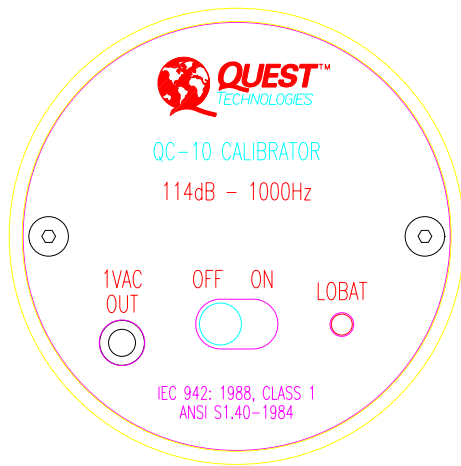 QUEST™
TECHNOLOGIES
QC-10 CALIBRATOR
114dB - 1000Hz
1VAC
OUT
OFF ON
LOBAT
IEC 942: 1988, CLASS 1
ANSI S1.40-1984